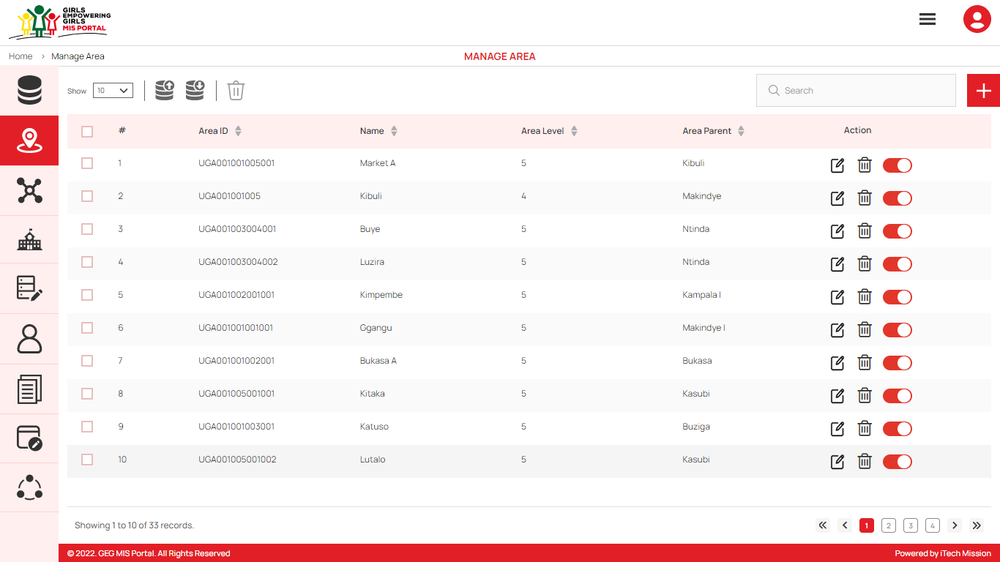 GIRLS
EMPOWERING
GIRLS
MIS PORTAL
Home > Manage Area
MANAGE AREA
Show 10
Search
# Area ID Name Area Level Area Parent Action
1 UGA001001005001 Market A 5 Kibuli
2 UGA001001005 Kibuli 4 Makindye
3 UGA001003004001 Buye 5 Ntinda
4 UGA001003004002 Luzira 5 Ntinda
5 UGA001002001001 Kimpembe 5 Kampala I
6 UGA001001001001 Ggangu 5 Makindye I
7 UGA001001002001 Bukasa A 5 Bukasa
8 UGA001005001001 Kitaka 5 Kasubi
9 UGA001001003001 Katuso 5 Buziga
10 UGA001005001002 Lutalo 5 Kasubi
Showing 1 to 10 of 33 records.
« < 1 2 3 4 > »
© 2022. GEG MIS Portal. All Rights Reserved
Powered by iTech Mission